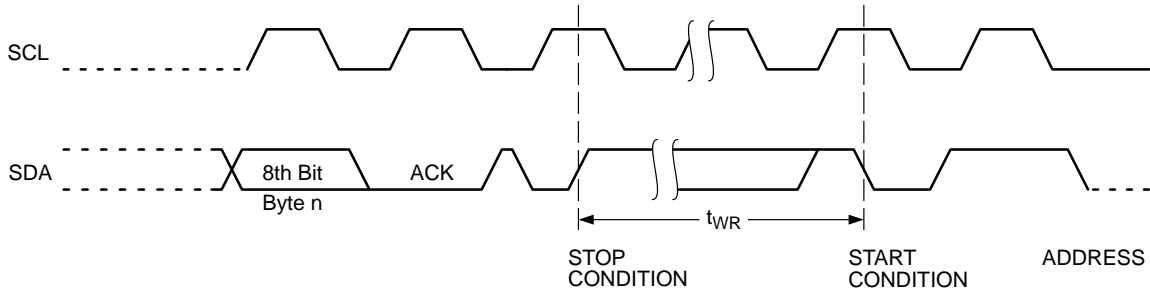 SCL
SDA
8th Bit
Byte n
ACK
tWR
STOP
CONDITION
START
CONDITION
ADDRESS